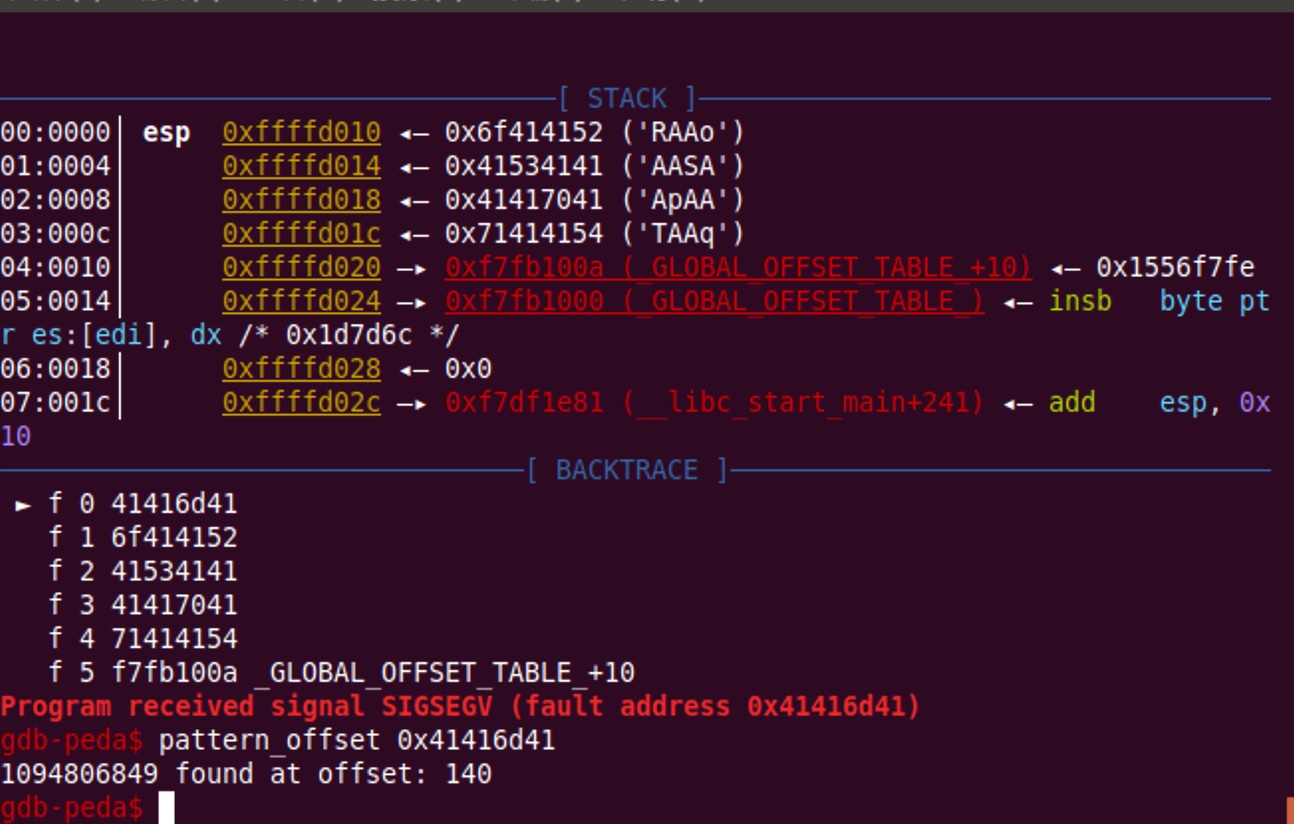 [ STACK ]
00:0000│ esp 0xffffd010 ◂— 0x6f414152 ('RAAo')
01:0004│ 0xffffd014 ◂— 0x41534141 ('AASA')
02:0008│ 0xffffd018 ◂— 0x41417041 ('ApAA')
03:000c│ 0xffffd01c ◂— 0x71414154 ('TAAq')
04:0010│ 0xffffd020 —▸ 0xf7fb100a (_GLOBAL_OFFSET_TABLE_+10) ◂— 0x1556f7fe
05:0014│ 0xffffd024 —▸ 0xf7fb1000 (_GLOBAL_OFFSET_TABLE_) ◂— insb byte pt
r es:[edi], dx /* 0x1d7d6c */
06:0018│ 0xffffd028 ◂— 0x0
07:001c│ 0xffffd02c —▸ 0xf7df1e81 (__libc_start_main+241) ◂— add esp, 0x
10
[ BACKTRACE ]
► f 0 41416d41
f 1 6f414152
f 2 41534141
f 3 41417041
f 4 71414154
f 5 f7fb100a _GLOBAL_OFFSET_TABLE_+10
Program received signal SIGSEGV (fault address 0x41416d41)
gdb-peda$ pattern_offset 0x41416d41
1094806849 found at offset: 140
gdb-peda$